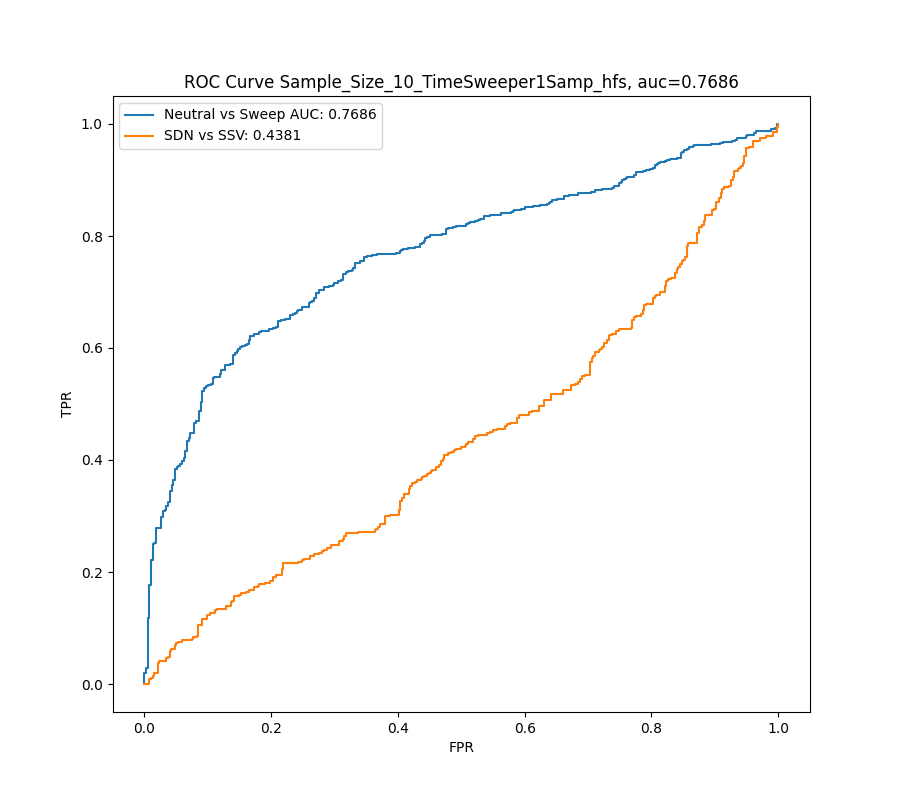 ROC Curve Sample_Size_10_TimeSweeper1Samp_hfs, auc=0.7686
Neutral vs Sweep AUC: 0.7686
SDN vs SSV: 0.4381
1.0
0.8
0.6
0.4
0.2
0.0
TPR
0.0 0.2 0.4 0.6 0.8 1.0
FPR